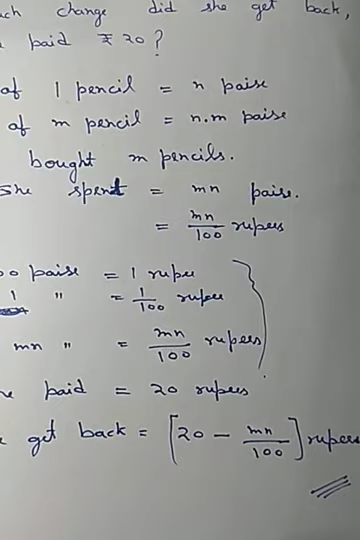 change did she get back,
paid ₹20?
of 1 pencil = n paise
of m pencil = n.m paise
bought m pencils.
She spent = mn paise.
= mn/100 rupees
paise = 1 rupee
1 " = 1/100 rupee
mn " = mn/100 rupees
paid = 20 rupees
get back = [20 - mn/100] rupees